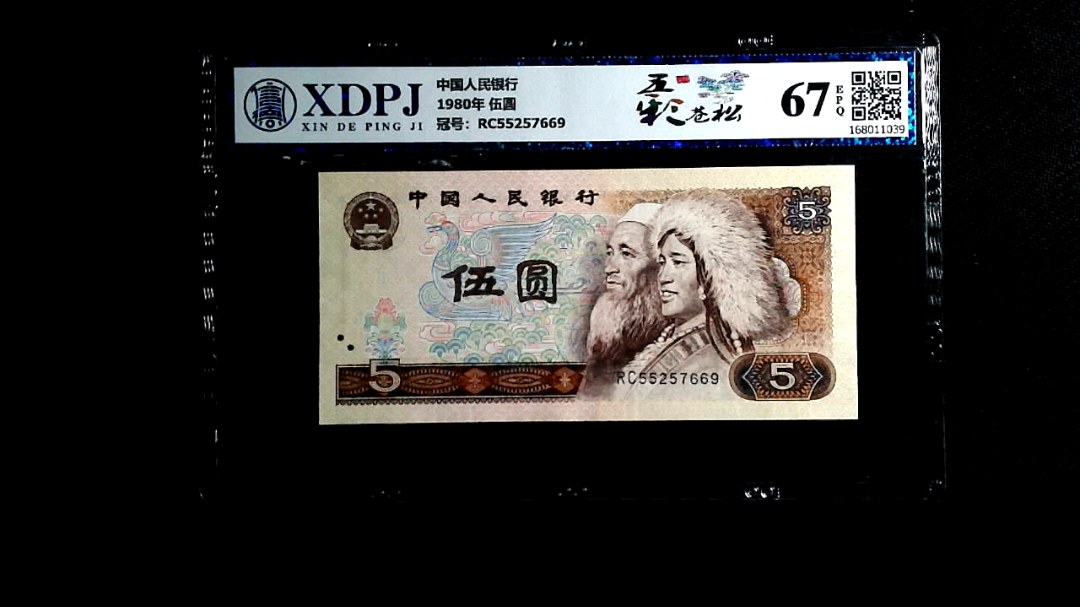 XDPJ
XIN DE PING JI
中国人民银行
1980年 伍圆
冠号: RC55257669
五彩苍松
67
EPQ
168011039
中国人民银行
5
伍圆
5
RC55257669
5